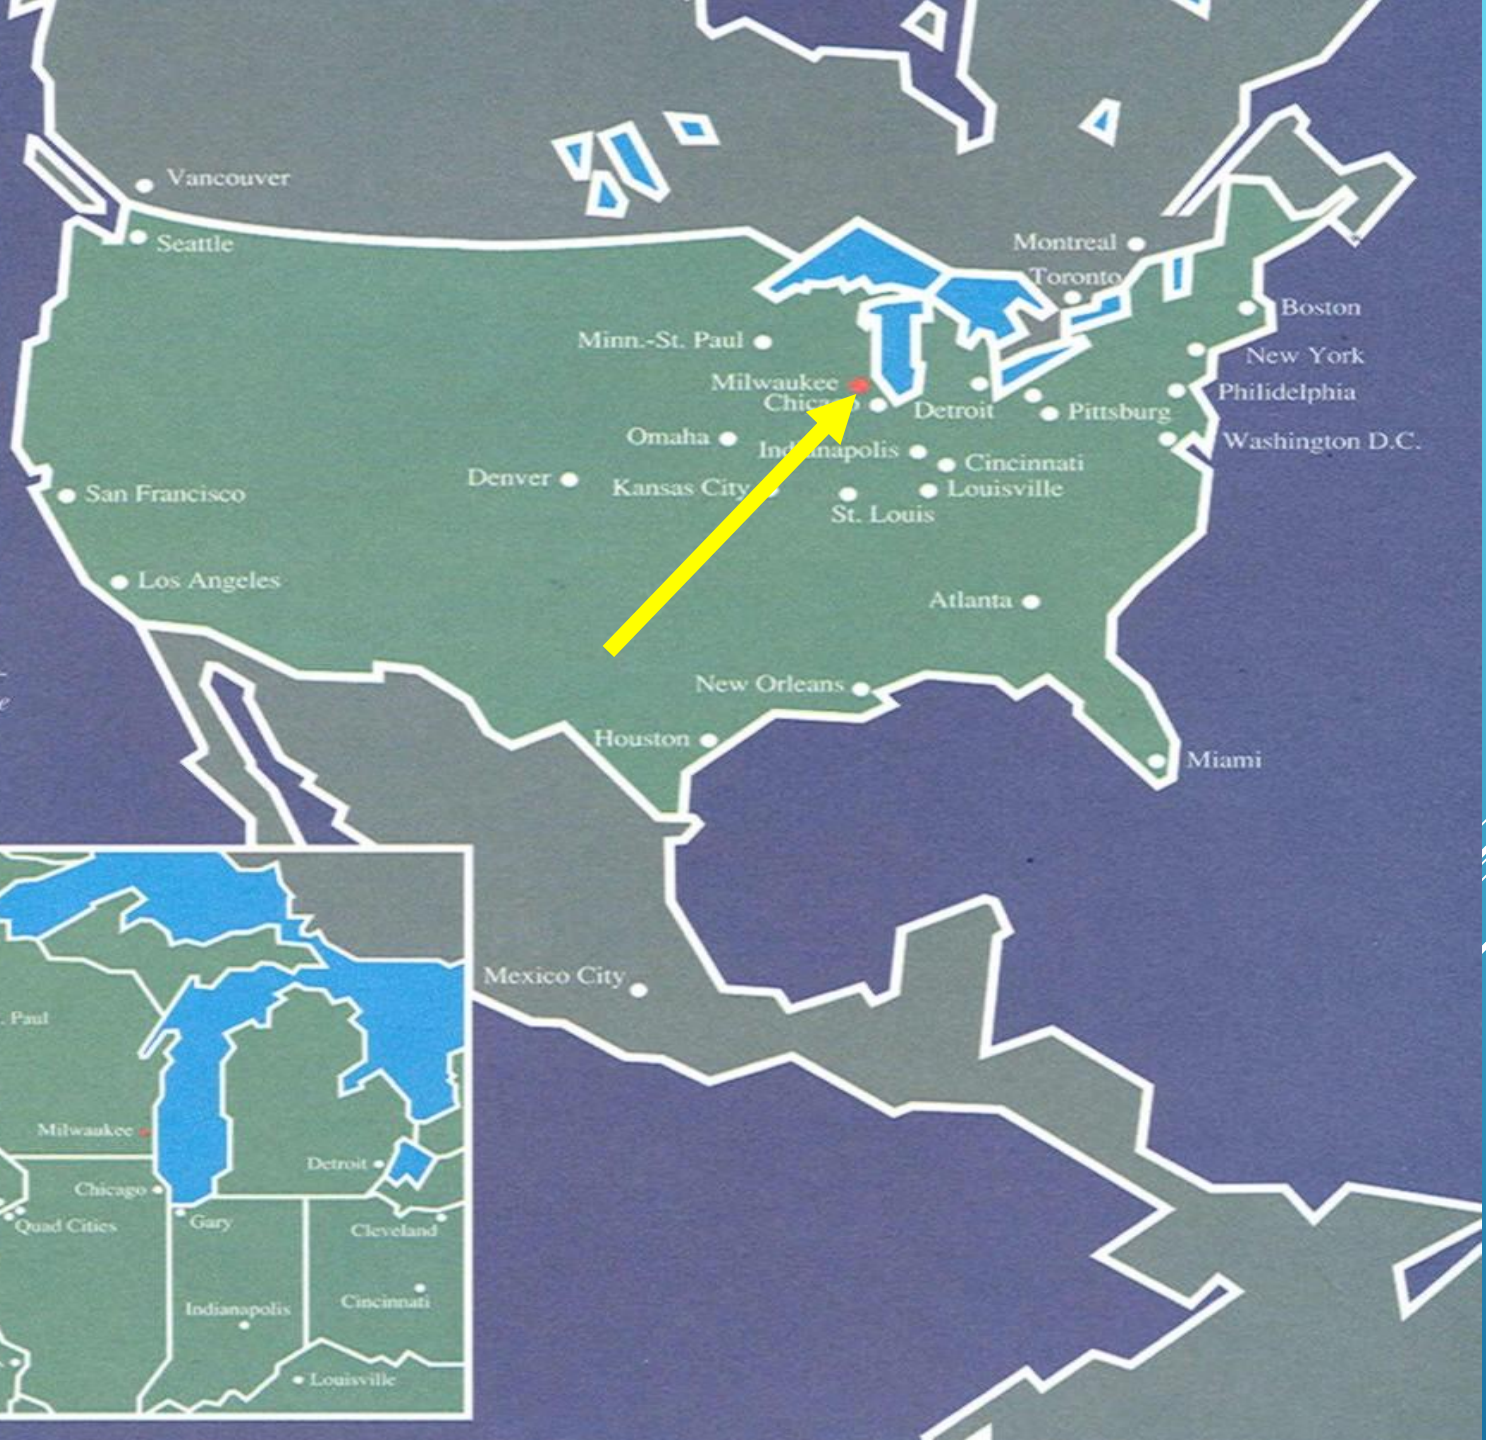 Vancouver
Seattle
Montreal
Toronto
Boston
Minn.-St. Paul
New York
Milwaukee
Philidelphia
Chicago
Detroit
Pittsburg
Omaha
Washington D.C.
Indianapolis
Cincinnati
Denver
Kansas City
Louisville
San Francisco
St. Louis
Los Angeles
Atlanta
New Orleans
Houston
Miami
Mexico City
. Paul
Milwaukee
Detroit
Chicago
Quad Cities
Gary
Cleveland
Indianapolis
Cincinnati
Louisville